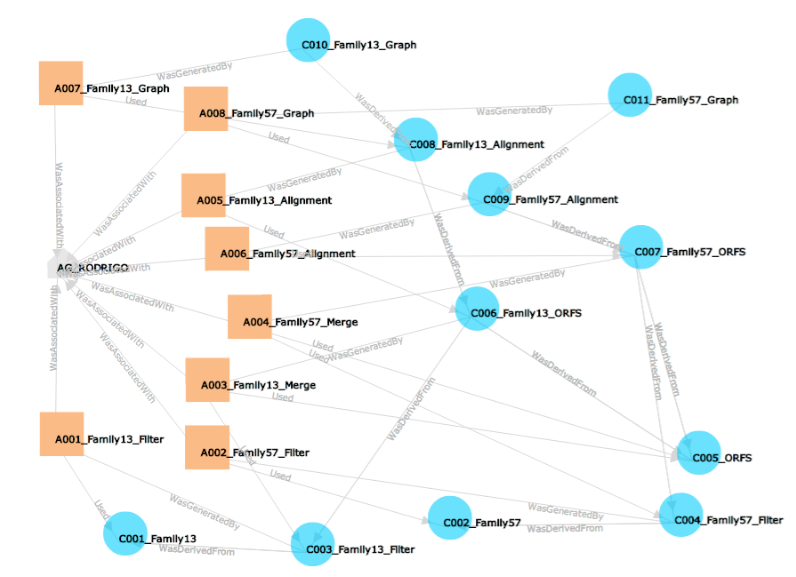 C010_Family13_Graph
WasGeneratedBy
A007_Family13_Graph
Used
C011_Family57_Graph
WasGeneratedBy
A008_Family57_Graph
WasDerivedFrom
Used
C008_Family13_Alignment
WasDerivedFrom
WasAssociatedWith
WasAssociatedWith
WasGeneratedBy
A005_Family13_Alignment
C009_Family57_Alignment
Used
WasGeneratedBy
WasDerivedFrom
WasDerivedFrom
A006_Family57_Alignment
C007_Family57_ORFS
AG_RODRIGO
WasAssociatedWith
WasGeneratedBy
WasAssociatedWith
C006_Family13_ORFS
A004_Family57_Merge
WasAssociatedWith
WasAssociatedWith
WasAssociatedWith
Used
WasGeneratedBy
WasDerivedFrom
WasDerivedFrom
WasDerivedFrom
A003_Family13_Merge
Used
WasDerivedFrom
A001_Family13_Filter
A002_Family57_Filter
Used
C005_ORFS
Used
Used
WasGeneratedBy
WasGeneratedBy
C002_Family57
WasDerivedFrom
C004_Family57_Filter
C001_Family13
WasDerivedFrom
C003_Family13_Filter